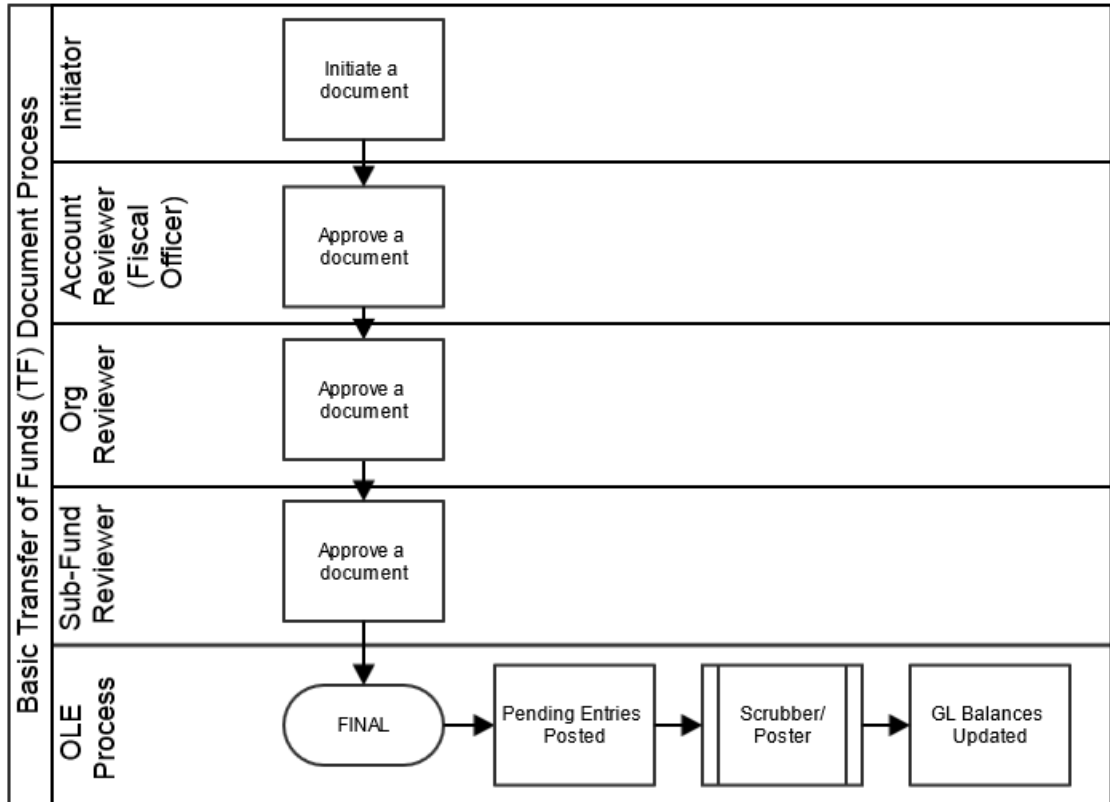 Basic Transfer of Funds (TF) Document Process
Initiator
Initiate a
document
Account
Reviewer
(Fiscal
Officer)
Approve a
document
Org
Reviewer
Approve a
document
Sub-Fund
Reviewer
Approve a
document
OLE
Process
FINAL
Pending Entries
Posted
Scrubber/
Poster
GL Balances
Updated